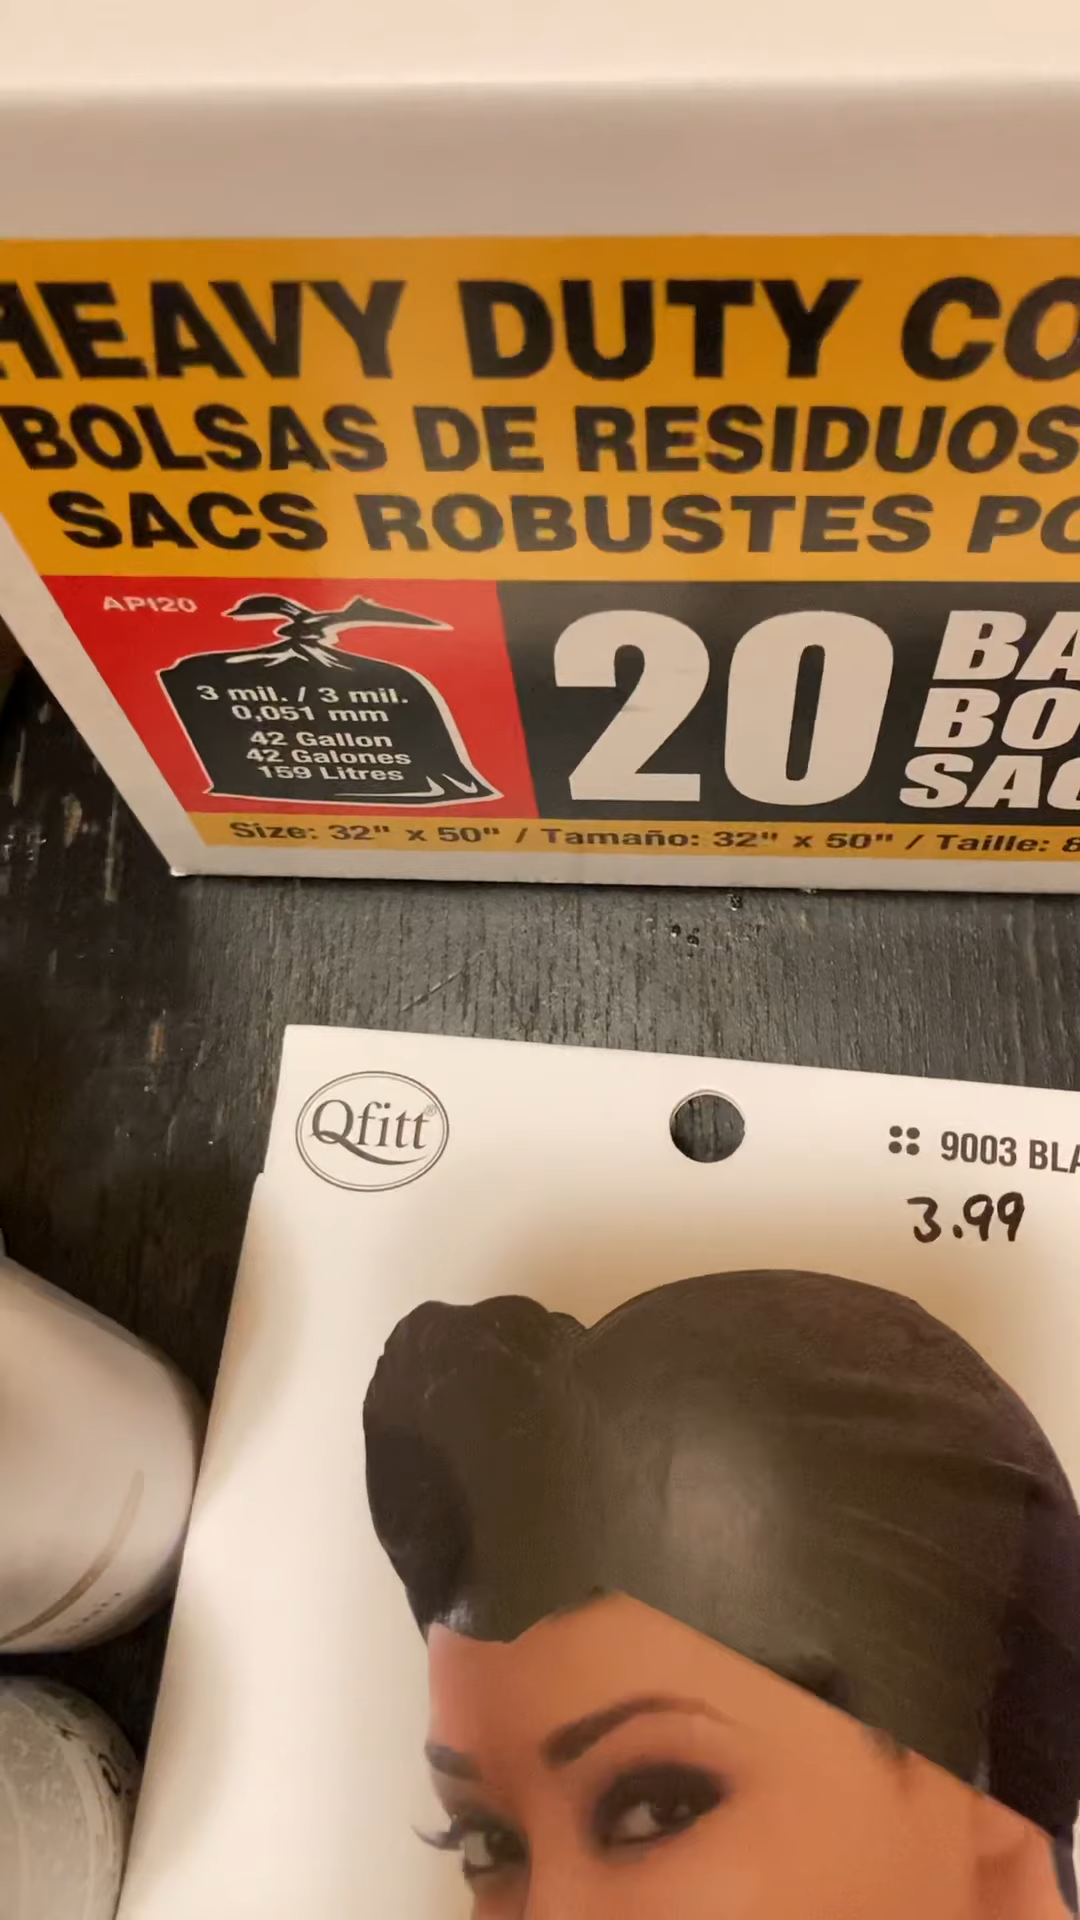 HEAVY DUTY CO
BOLSAS DE RESIDUOS
SACS ROBUSTES PO
API20
3 mil. / 3 mil.
0,051 mm
42 Gallon
42 Galones
159 Litres
20
BA
BO
SAC
Size: 32" x 50" / Tamaño: 32" x 50" / Taille: 8
Qfitt®
9003 BLA
3.99